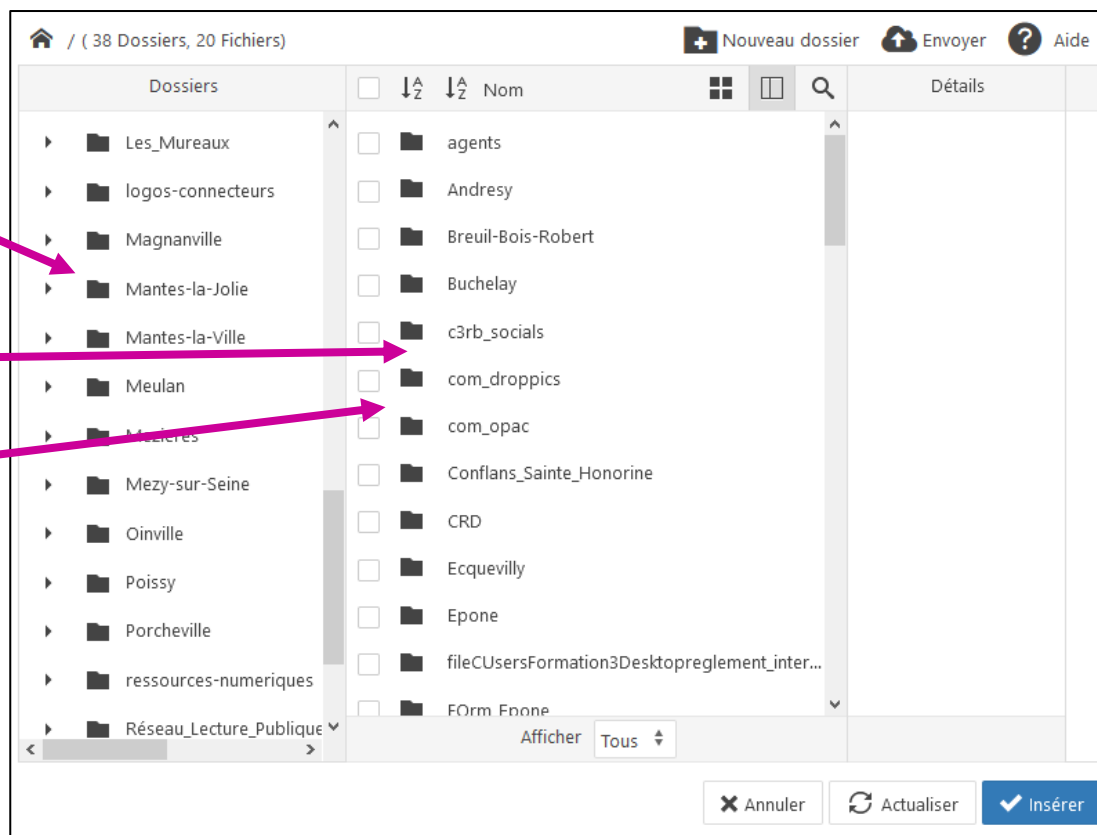 / ( 38 Dossiers, 20 Fichiers)
Nouveau dossier
Envoyer
Aide
Dossiers
Nom
Détails
Les_Mureaux
logos-connecteurs
Magnanville
Mantes-la-Jolie
Mantes-la-Ville
Meulan
Mezieres
Mezy-sur-Seine
Oinville
Poissy
Porcheville
ressources-numeriques
Réseau_Lecture_Publique
agents
Andresy
Breuil-Bois-Robert
Buchelay
c3rb_socials
com_droppics
com_opac
Conflans_Sainte_Honorine
CRD
Ecquevilly
Epone
fileCUsersFormation3Desktopreglement_inter...
FOrm_Epone
Afficher Tous
Annuler
Actualiser
Insérer